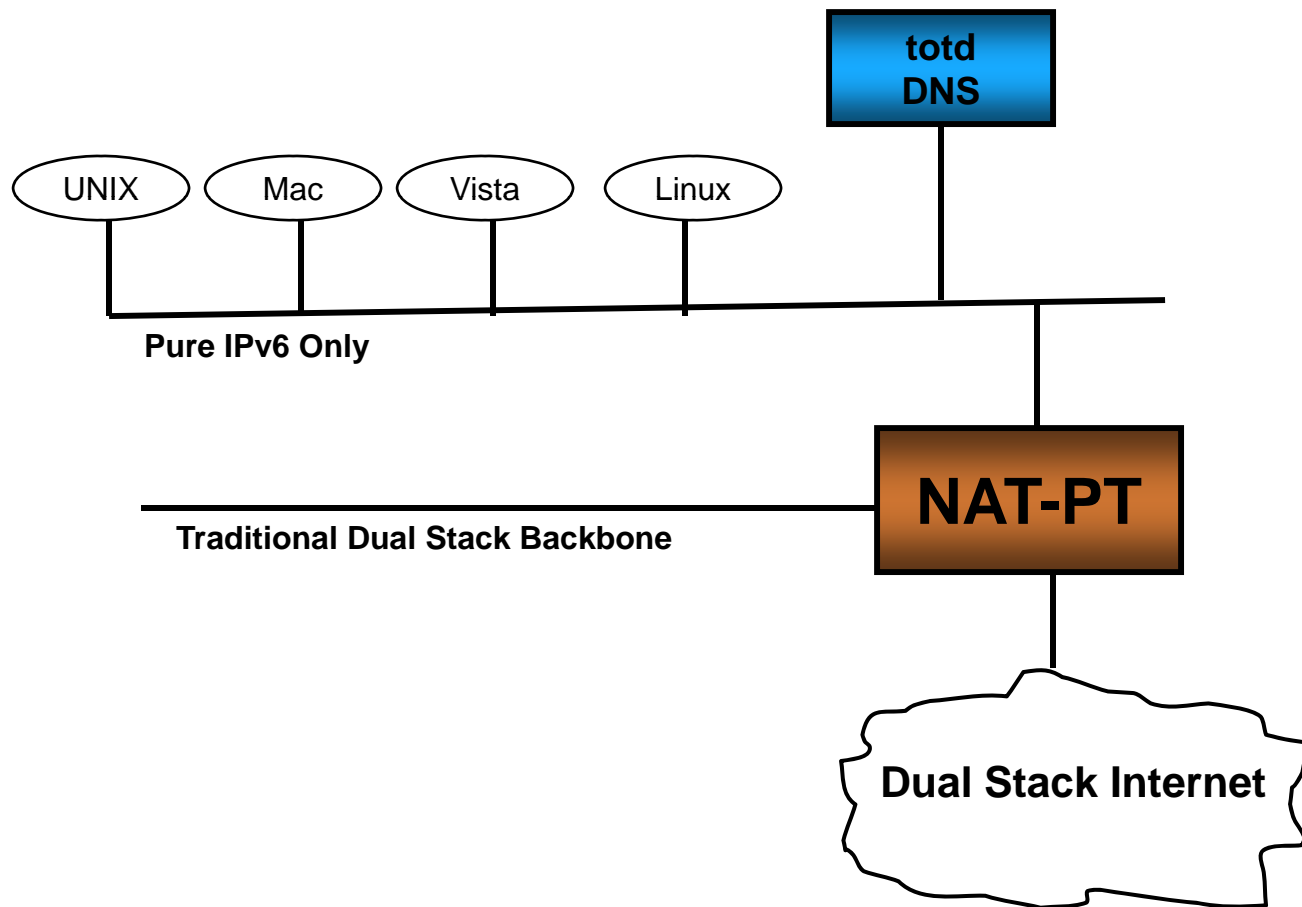 totd
DNS
UNIX
Mac
Vista
Linux
Pure IPv6 Only
NAT-PT
Traditional Dual Stack Backbone
Dual Stack Internet